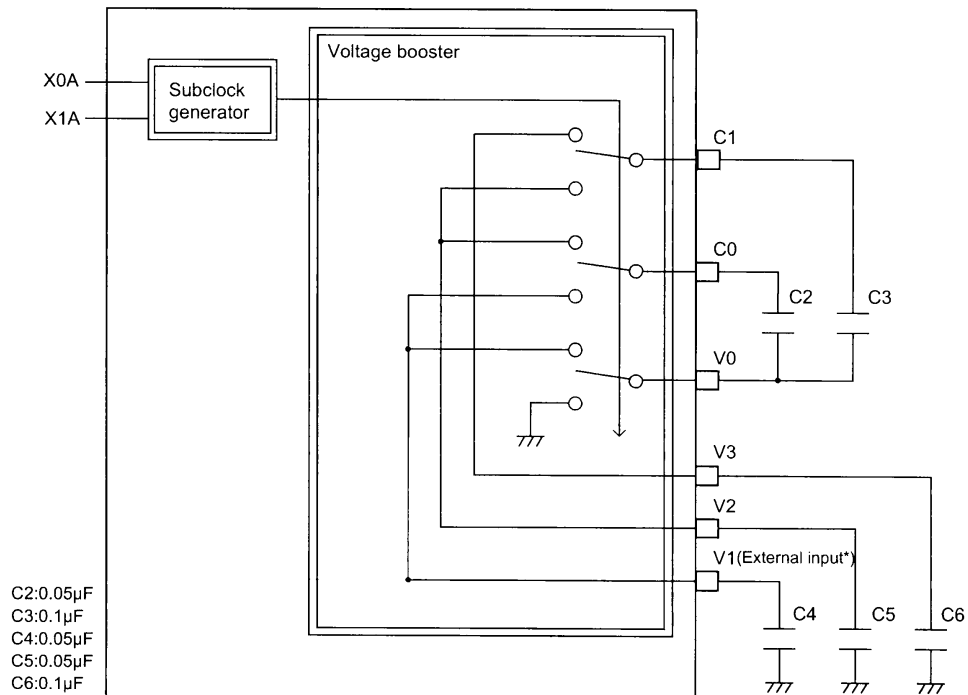 Voltage booster
X0A
X1A
Subclock
generator
C1
C0
C2
C3
V0
V3
V2
V1(External input*)
C4
C5
C6
C2:0.05µF
C3:0.1µF
C4:0.05µF
C5:0.05µF
C6:0.1µF